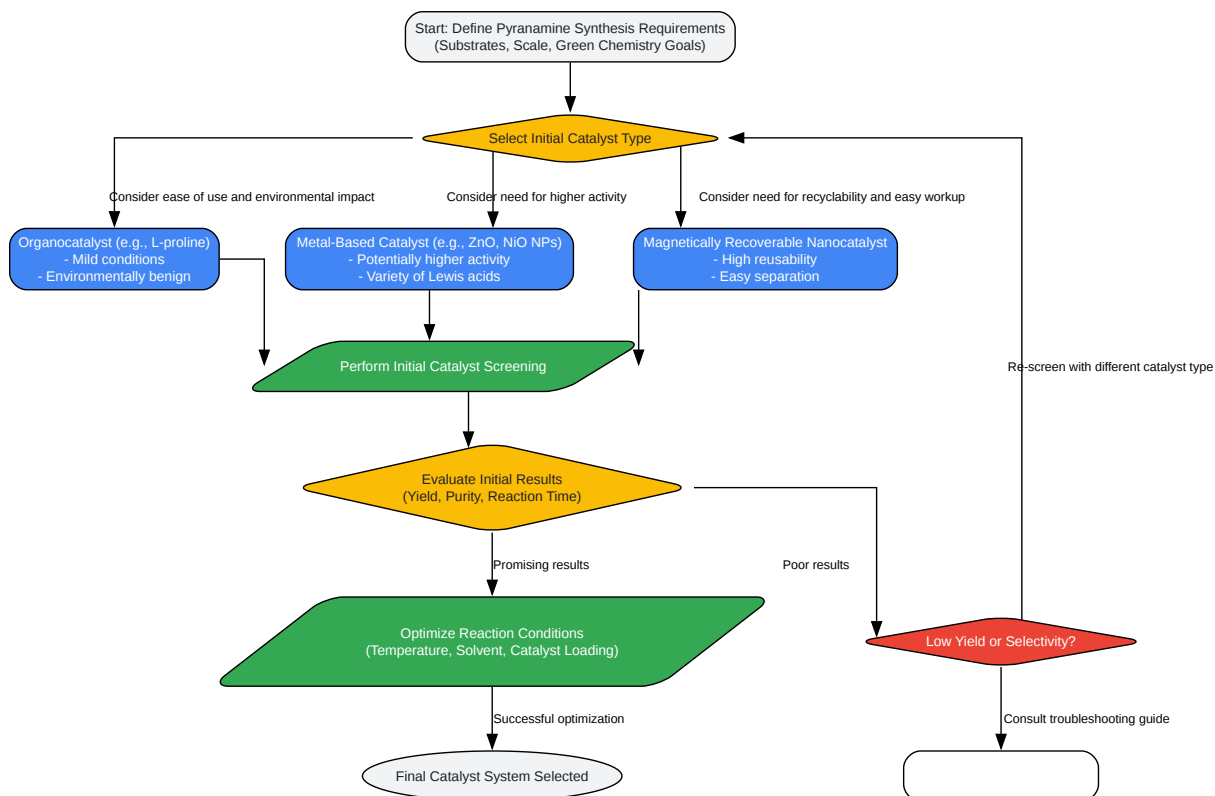 Start: Define Pyranamine Synthesis Requirements
(Substrates, Scale, Green Chemistry Goals)
Select Initial Catalyst Type
Consider ease of use and environmental impact
Consider need for higher activity
Consider need for recyclability and easy workup
Organocatalyst (e.g., L-proline)
- Mild conditions
- Environmentally benign
Metal-Based Catalyst (e.g., ZnO, NiO NPs)
- Potentially higher activity
- Variety of Lewis acids
Magnetically Recoverable Nanocatalyst
- High reusability
- Easy separation
Perform Initial Catalyst Screening
Re-screen with different catalyst type
Evaluate Initial Results
(Yield, Purity, Reaction Time)
Promising results
Poor results
Optimize Reaction Conditions
(Temperature, Solvent, Catalyst Loading)
Low Yield or Selectivity?
Successful optimization
Consult troubleshooting guide
Final Catalyst System Selected